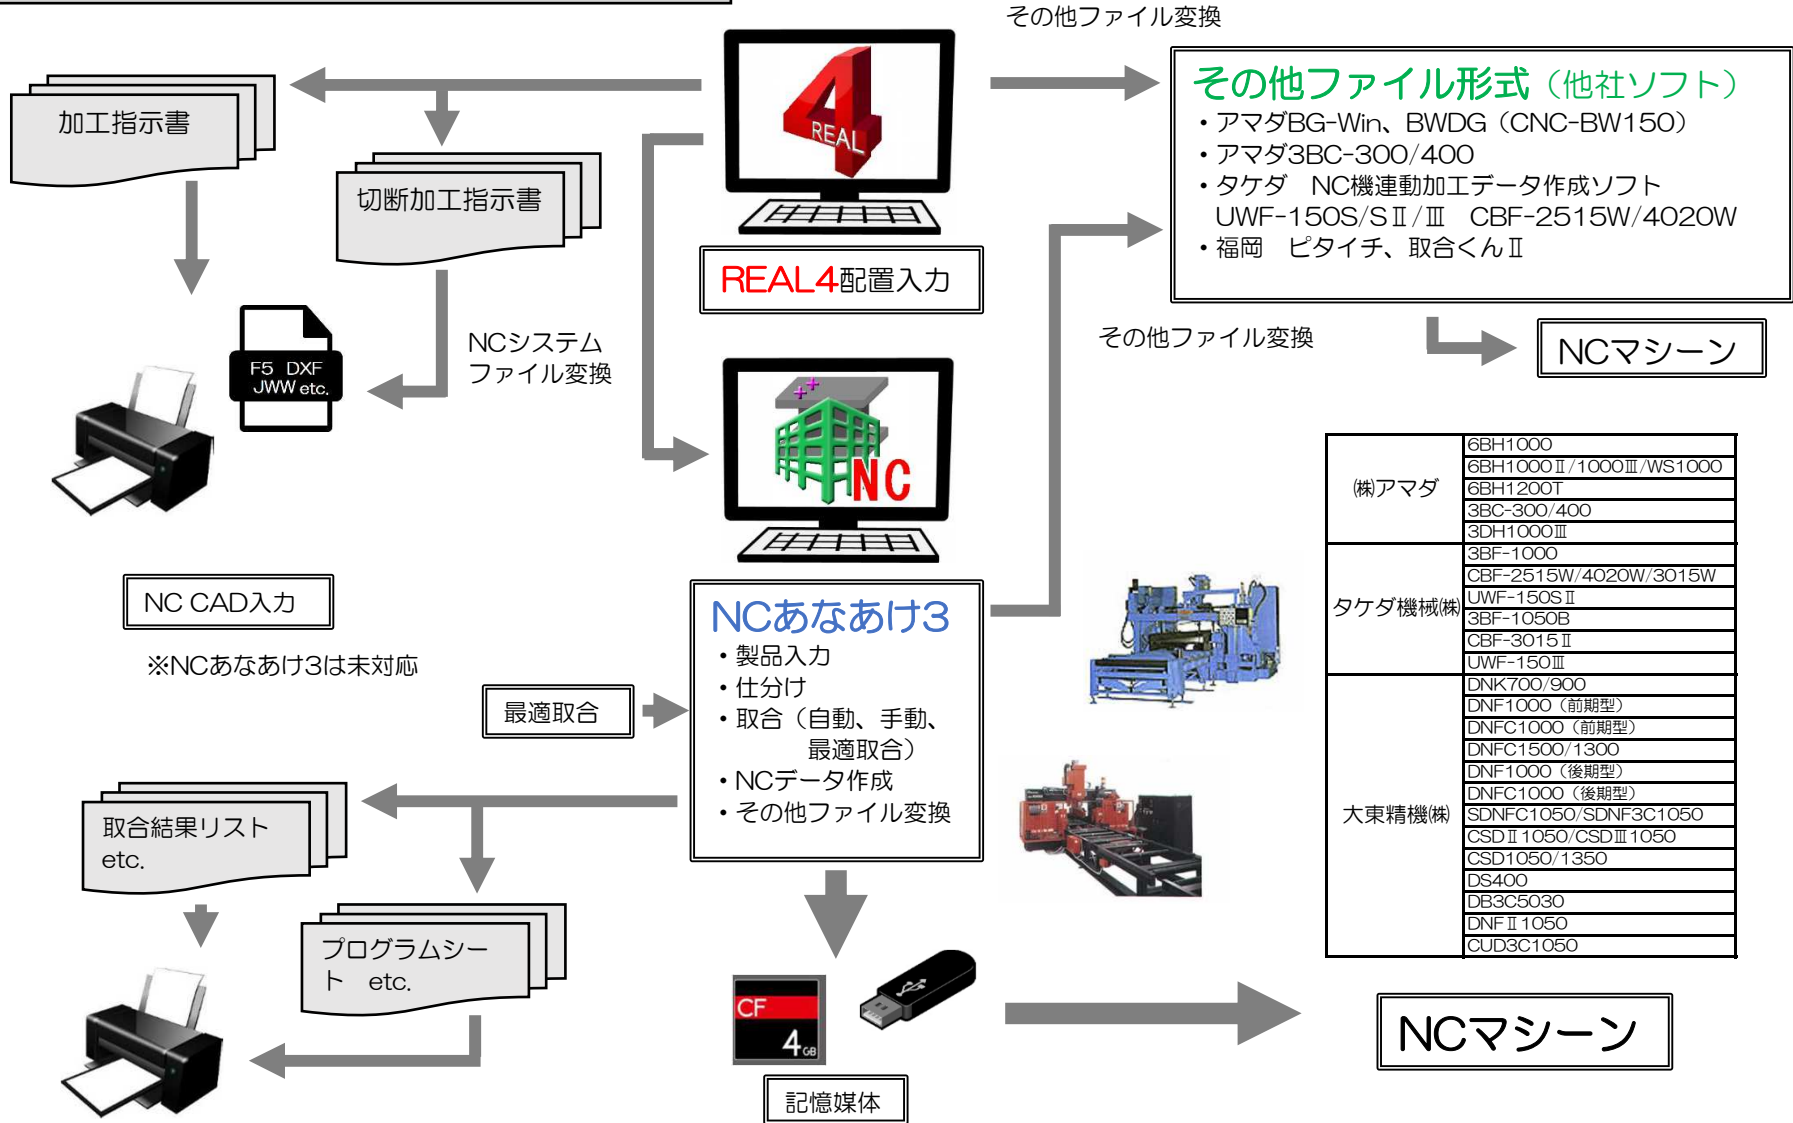 その他ファイル変換
加工指示書
切断加工指示書
4
REAL
REAL4配置入力
その他ファイル形式（他社ソフト）
・アマダBG-Win、BWDG（CNC-BW150）
・アマダ3BC-300/400
・タケダ　NC機連動加工データ作成ソフト
UWF-150S/SⅡ/Ⅲ　CBF-2515W/4020W
・福岡　ピタイチ、取合くんⅡ
その他ファイル変換
NCマシーン
NCシステム
ファイル変換
F5 DXF
JWW etc.
NC
NC CAD入力
※NCあなあけ3は未対応
最適取合
NCあなあけ3
・製品入力
・仕分け
・取合（自動、手動、
最適取合）
・NCデータ作成
・その他ファイル変換
㈱アマダ
6BH1000
6BH1000Ⅱ/1000Ⅲ/WS1000
6BH1200T
3BC-300/400
3DH1000Ⅲ
タケダ機械㈱
3BF-1000
CBF-2515W/4020W/3015W
UWF-150SⅡ
3BF-1050B
CBF-3015Ⅱ
UWF-150Ⅲ
大東精機㈱
DNK700/900
DNF1000（前期型）
DNFC1000（前期型）
DNFC1500/1300
DNF1000（後期型）
DNFC1000（後期型）
SDNFC1050/SDNF3C1050
CSDⅡ1050/CSDⅢ1050
CSD1050/1350
DS400
DB3C5030
DNFⅡ1050
CUD3C1050
取合結果リスト
etc.
プログラムシー
ト　etc.
CF
4GB
記憶媒体
NCマシーン